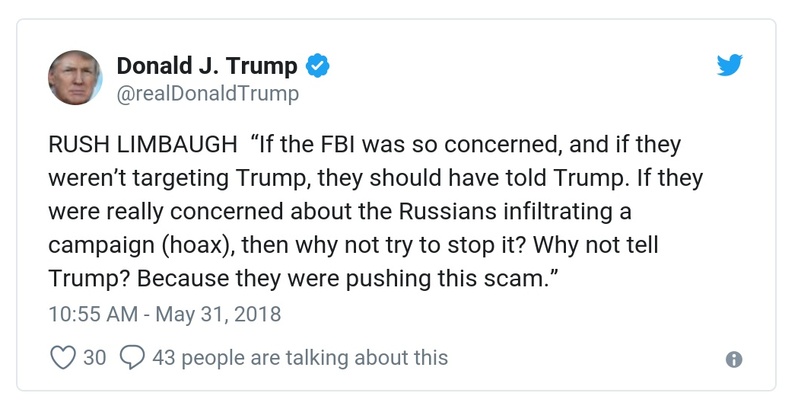 Donald J. Trump
@realDonaldTrump
RUSH LIMBAUGH  “If the FBI was so concerned, and if they
weren’t targeting Trump, they should have told Trump. If they
were really concerned about the Russians infiltrating a
campaign (hoax), then why not try to stop it? Why not tell
Trump? Because they were pushing this scam.”
10:55 AM - May 31, 2018
30 43 people are talking about this